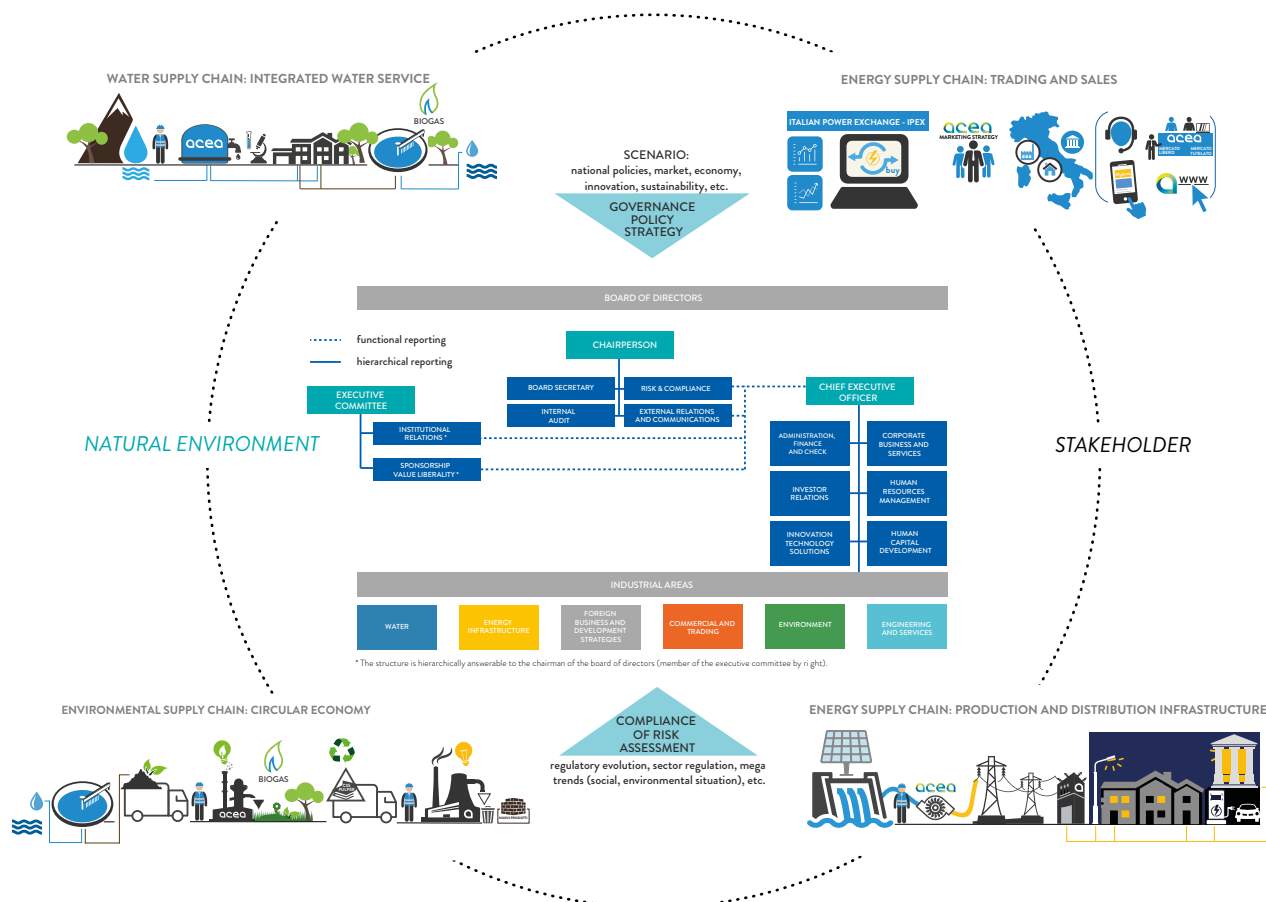 WATER SUPPLY CHAIN: INTEGRATED WATER SERVICE
BIOGAS
acea
ENERGY SUPPLY CHAIN: TRADING AND SALES
ITALIAN POWER EXCHANGE - IPEX
buy
acea
MARKETING STRATEGY
acea
MERCATO
LIBERO
MERCATO
TUTELATO
www
SCENARIO:
national policies, market, economy,
innovation, sustainability, etc.
GOVERNANCE
POLICY
STRATEGY
BOARD OF DIRECTORS
functional reporting
hierarchical reporting
CHAIRPERSON
BOARD SECRETARY
RISK & COMPLIANCE
INTERNAL
AUDIT
EXTERNAL RELATIONS
AND COMMUNICATIONS
EXECUTIVE
COMMITTEE
INSTITUTIONAL
RELATIONS *
SPONSORSHIP
VALUE LIBERALITY *
CHIEF EXECUTIVE
OFFICER
ADMINISTRATION,
FINANCE
AND CHECK
CORPORATE
BUSINESS AND
SERVICES
INVESTOR
RELATIONS
HUMAN
RESOURCES
MANAGEMENT
INNOVATION
TECHNOLOGY
SOLUTIONS
HUMAN
CAPITAL
DEVELOPMENT
NATURAL ENVIRONMENT
STAKEHOLDER
INDUSTRIAL AREAS
WATER
ENERGY
INFRASTRUCTURE
FOREIGN
BUSINESS AND
DEVELOPMENT
STRATEGIES
COMMERCIAL AND
TRADING
ENVIRONMENT
ENGINEERING
AND SERVICES
* The structure is hierarchically answerable to the chairman of the board of directors (member of the executive committee by ri ght).
ENVIRONMENTAL SUPPLY CHAIN: CIRCULAR ECONOMY
BIOGAS
acea
COMPLIANCE
OF RISK
ASSESSMENT
regulatory evolution, sector regulation, mega
trends (social, environmental situation), etc.
ENERGY SUPPLY CHAIN: PRODUCTION AND DISTRIBUTION INFRASTRUCTURE
acea